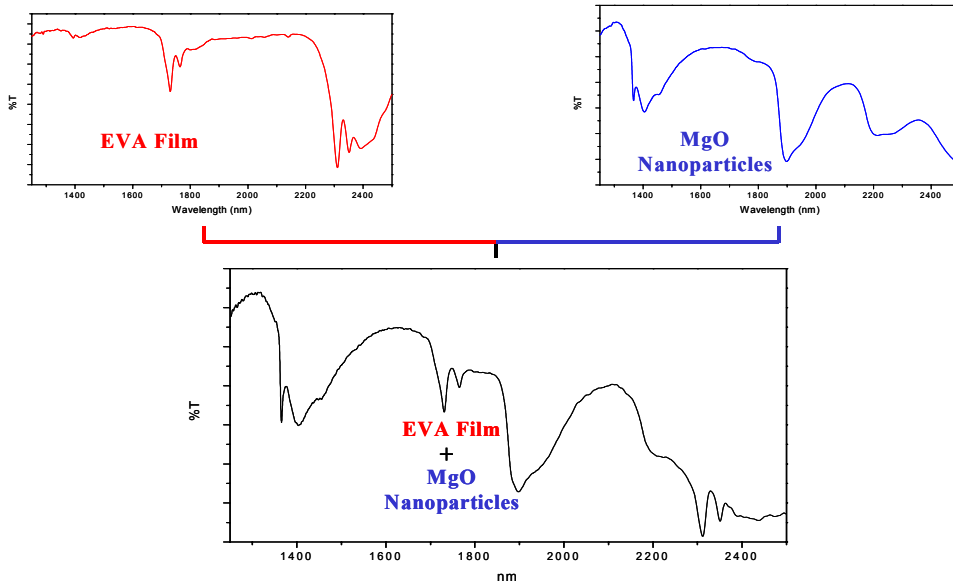 %T
EVA Film
1400 1600 1800 2000 2200 2400
Wavelength (nm)
%T
MgO
Nanoparticles
1400 1600 1800 2000 2200 2400
Wavelength (nm)
%T
EVA Film
+
MgO
Nanoparticles
1400 1600 1800 2000 2200 2400
nm